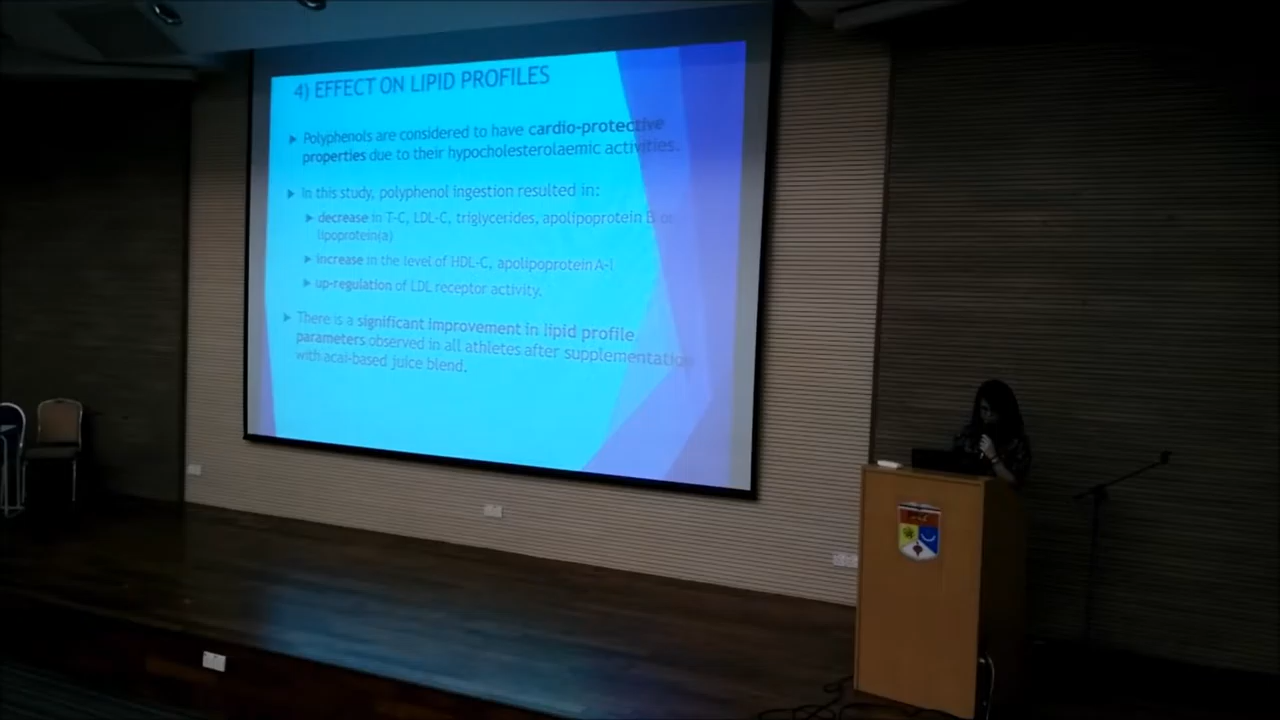 4) EFFECT ON LIPID PROFILES
Polyphenols are considered to have cardio-protective
properties due to their hypocholesterolaemic activities.
In this study, polyphenol ingestion resulted in:
decrease in T-C, LDL-C, triglycerides, apolipoprotein B or
lipoprotein(a)
increase in the level of HDL-C, apolipoprotein A-I
up-regulation of LDL receptor activity.
There is a significant improvement in lipid profile
parameters observed in all athletes after supplementation
with acai-based juice blend.